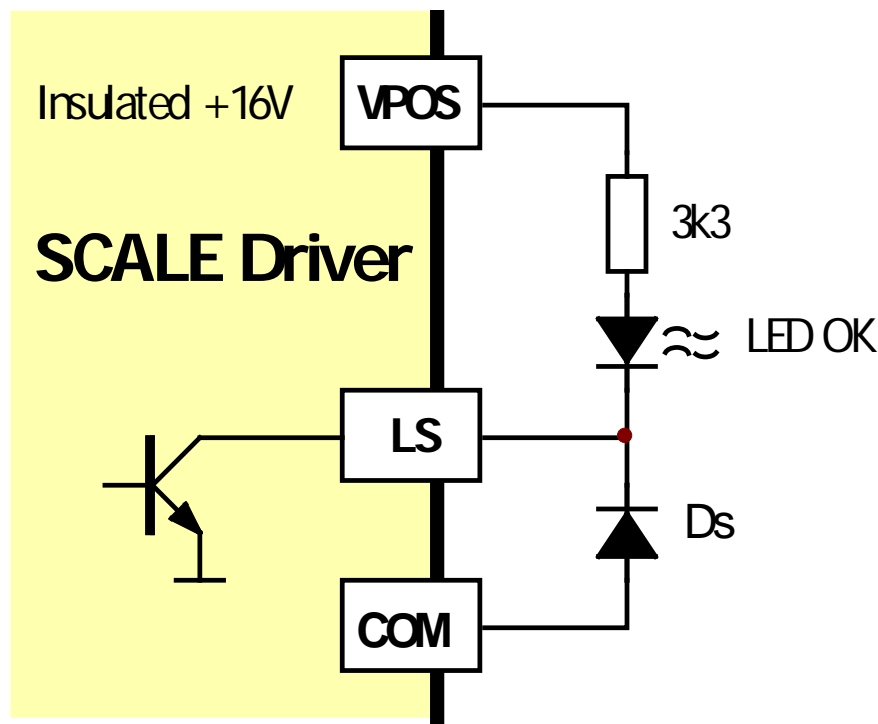 Insulated +16V
VPOS
SCALE Driver
3k3
LED OK
LS
Ds
COM